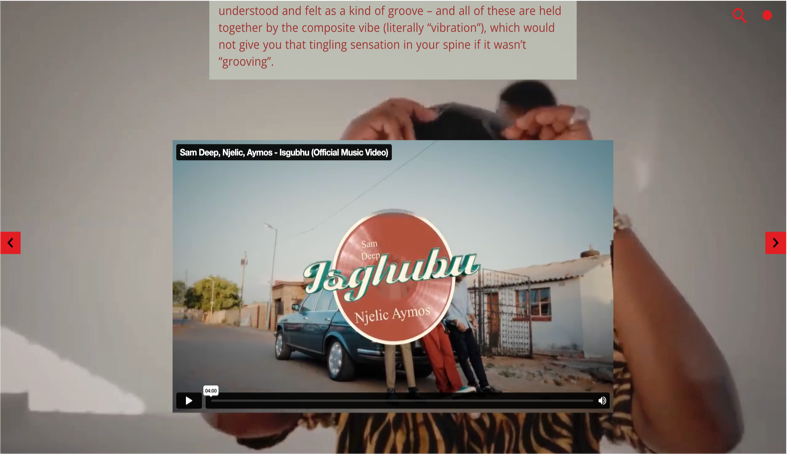 understood and felt as a kind of groove – and all of these are held
together by the composite vibe (literally “vibration”), which would
not give you that tingling sensation in your spine if it wasn’t
“grooving”.
Sam Deep, Njelic, Aymos - Isgubhu (Official Music Video)
Sam
Deep
Isghubu
Njelic Aymos
04:00